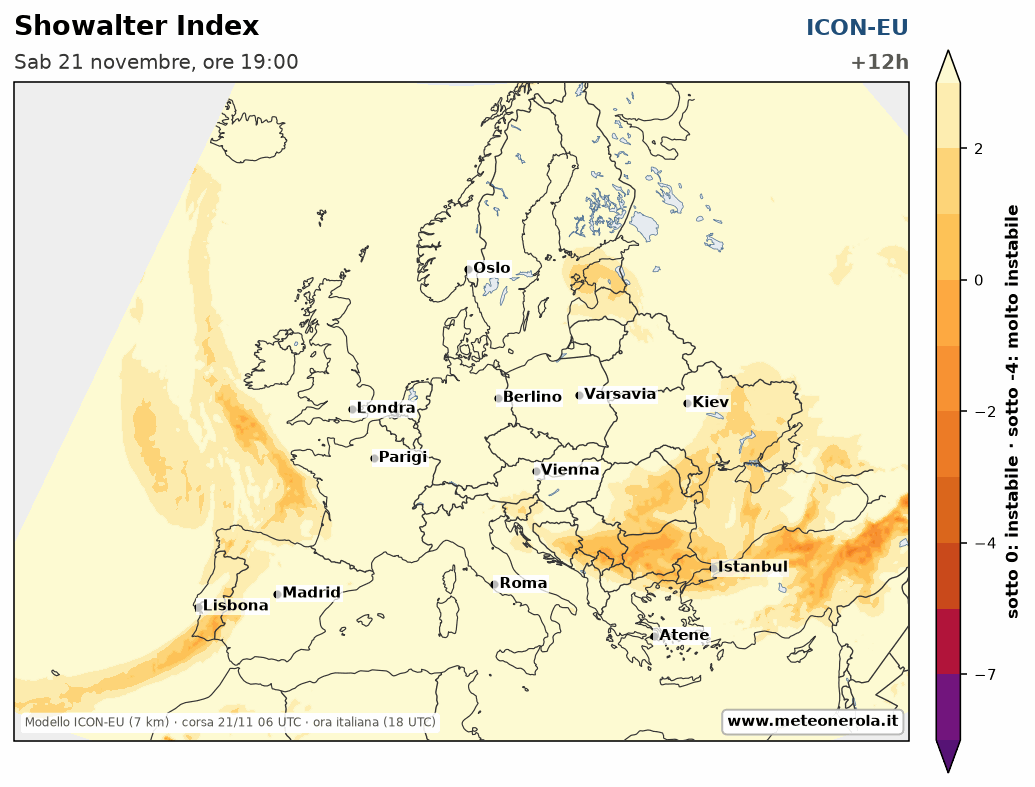 Showalter Index
ICON-EU
Sab 21 novembre, ore 19:00
+12h
Oslo
Londra
Berlino
Varsavia
Kiev
Parigi
Vienna
Istanbul
Roma
Madrid
Lisbona
Atene
Modello ICON-EU (7 km) · corsa 21/11 06 UTC · ora italiana (18 UTC)
www.meteonerola.it
2
0
−2
−4
−7
sotto 0: instabile · sotto -4: molto instabile